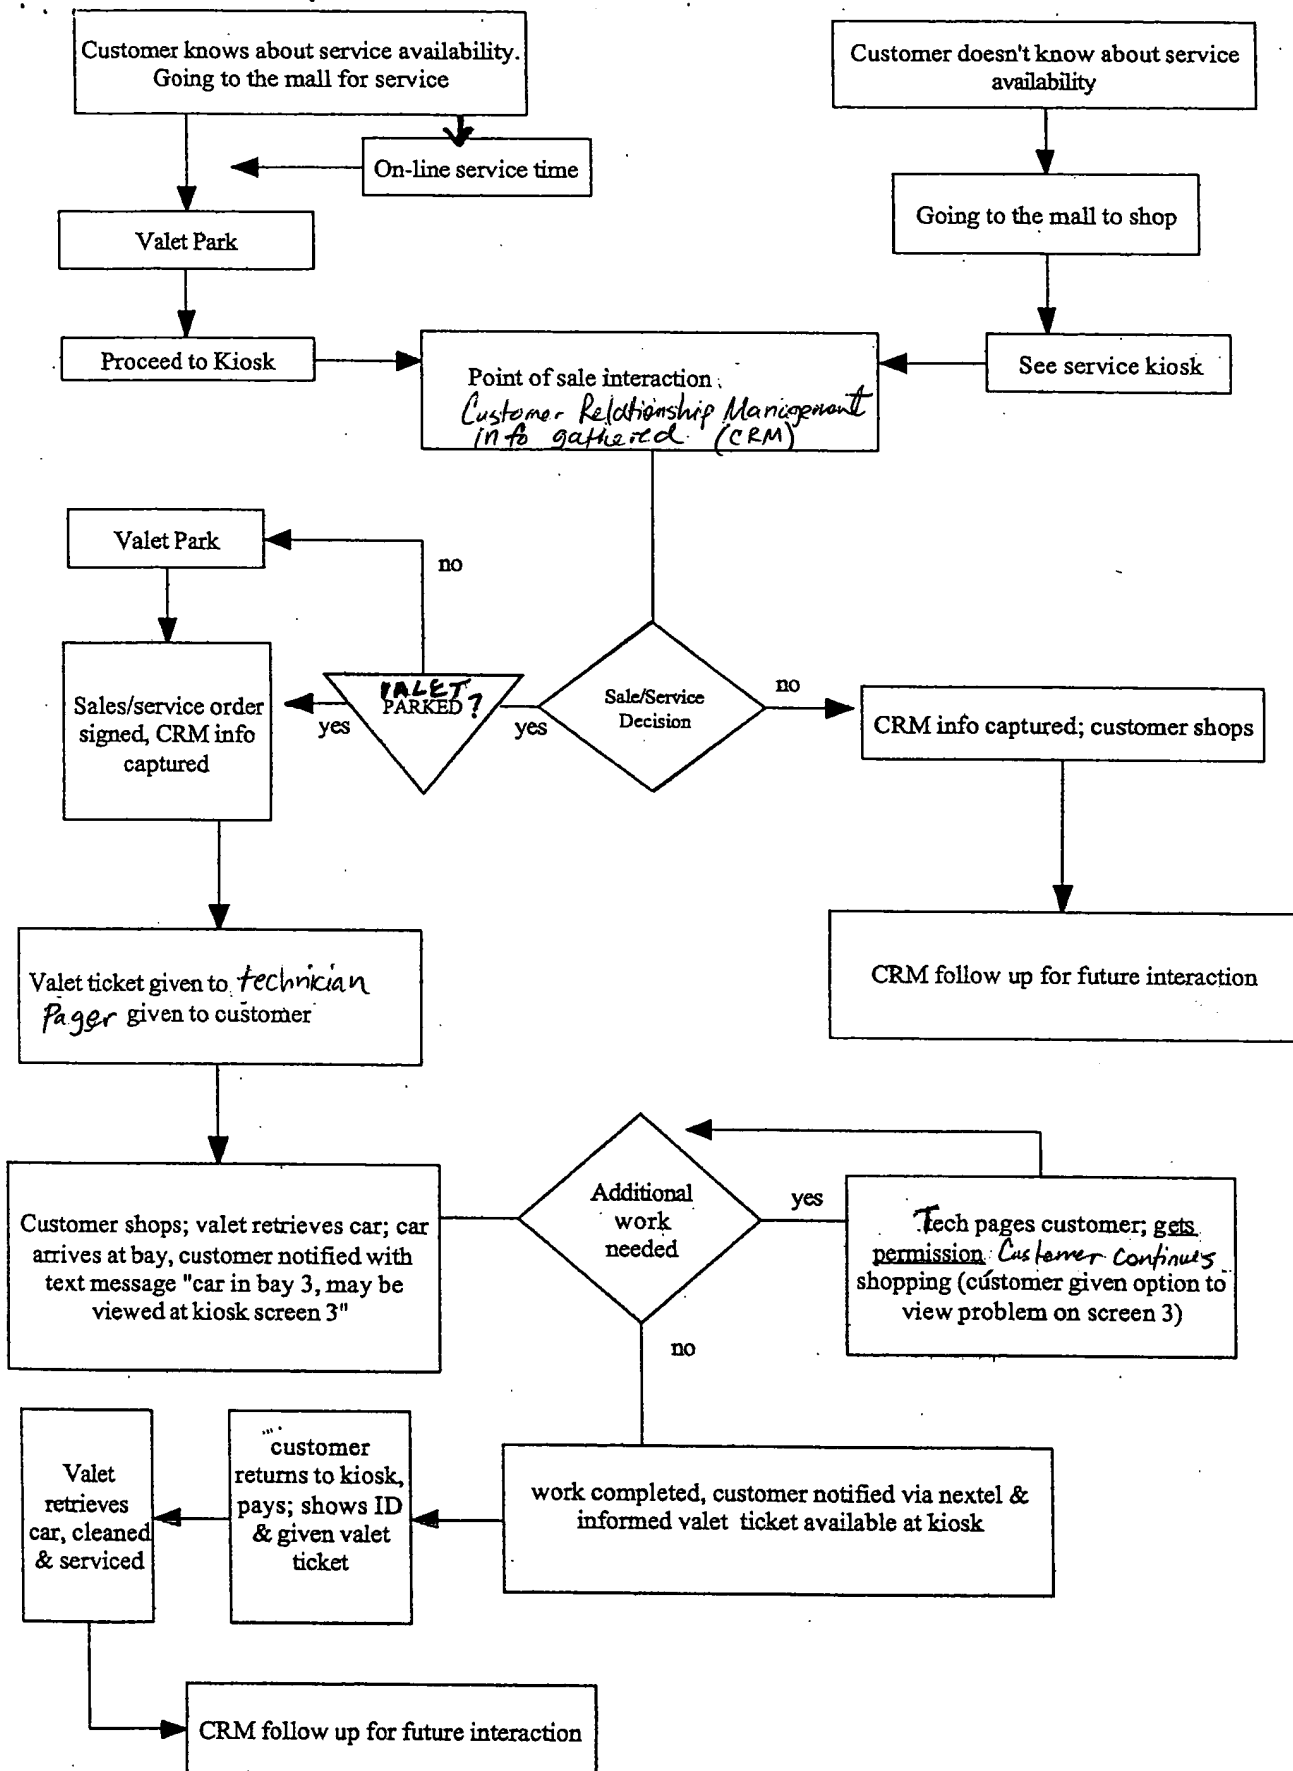 Customer knows about service availability.
Going to the mall for service
Customer doesn't know about service
availability
On-line service time
Going to the mall to shop
Valet Park
Proceed to Kiosk
Point of sale interaction
Customer Relationship Management
info gathered. (CRM)
See service kiosk
Valet Park
no
Sales/service order
signed, CRM info
captured
yes
VALET
PARKED?
yes
Sale/Service
Decision
no
CRM info captured; customer shops
Valet ticket given to technician
Pager given to customer
CRM follow up for future interaction
Customer shops; valet retrieves car; car
arrives at bay, customer notified with
text message "car in bay 3, may be
viewed at kiosk screen 3"
Additional
work
needed
yes
Tech pages customer; gets
permission Customer continues
shopping (customer given option to
view problem on screen 3)
no
Valet
retrieves
car, cleaned
& serviced
customer
returns to kiosk,
pays; shows ID
& given valet
ticket
work completed, customer notified via nextel &
informed valet ticket available at kiosk
CRM follow up for future interaction